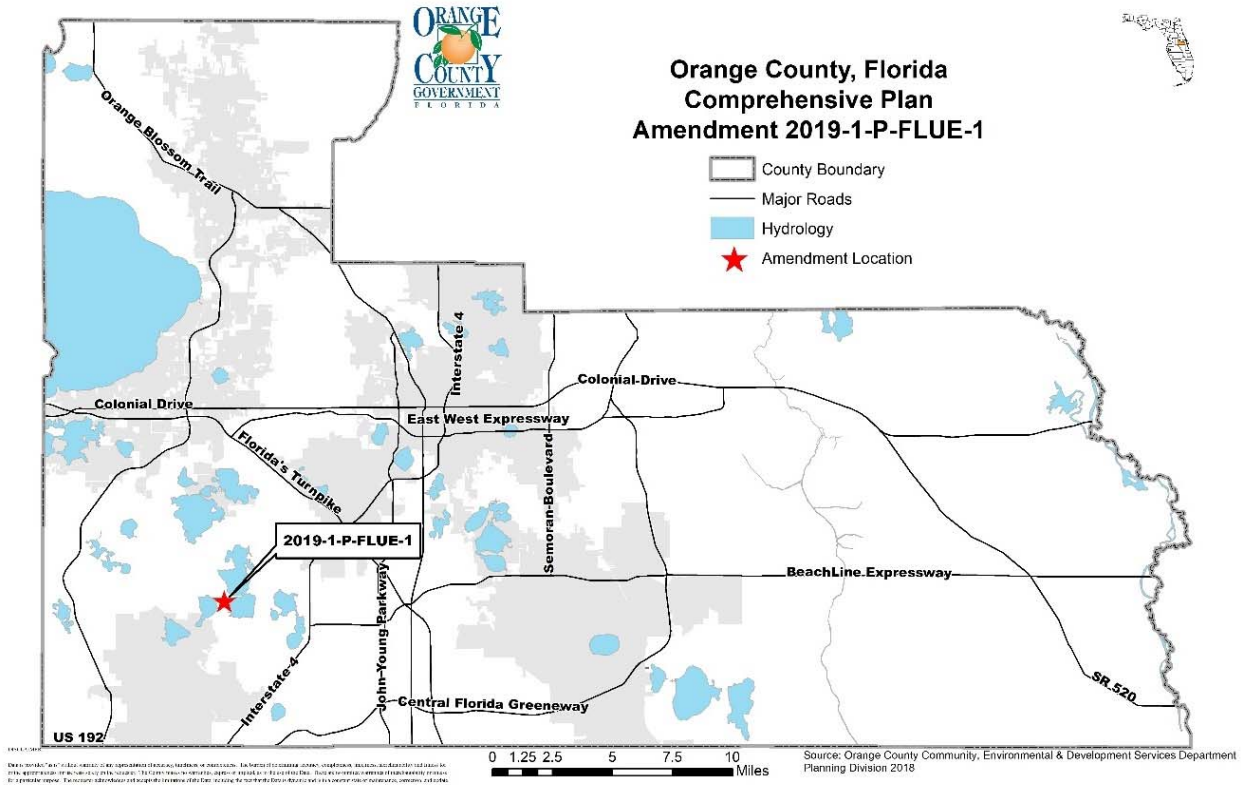 ORANGE
COUNTY
GOVERNMENT
FLORIDA
Orange County, Florida
Comprehensive Plan
Amendment 2019-1-P-FLUE-1
County Boundary
Major Roads
Hydrology
Amendment Location
Orange Blossom Trail
Interstate 4
Colonial Drive
Colonial Drive
East West Expressway
Florida's Turnpike
Semoran Boulevard
2019-1-P-FLUE-1
BeachLine Expressway
John Young Parkway
Interstate 4
Central Florida Greeneway
SR 520
US 192
0 1.25 2.5 5 7.5 10
Miles
Source: Orange County Community, Environmental & Development Services Department
Planning Division 2018